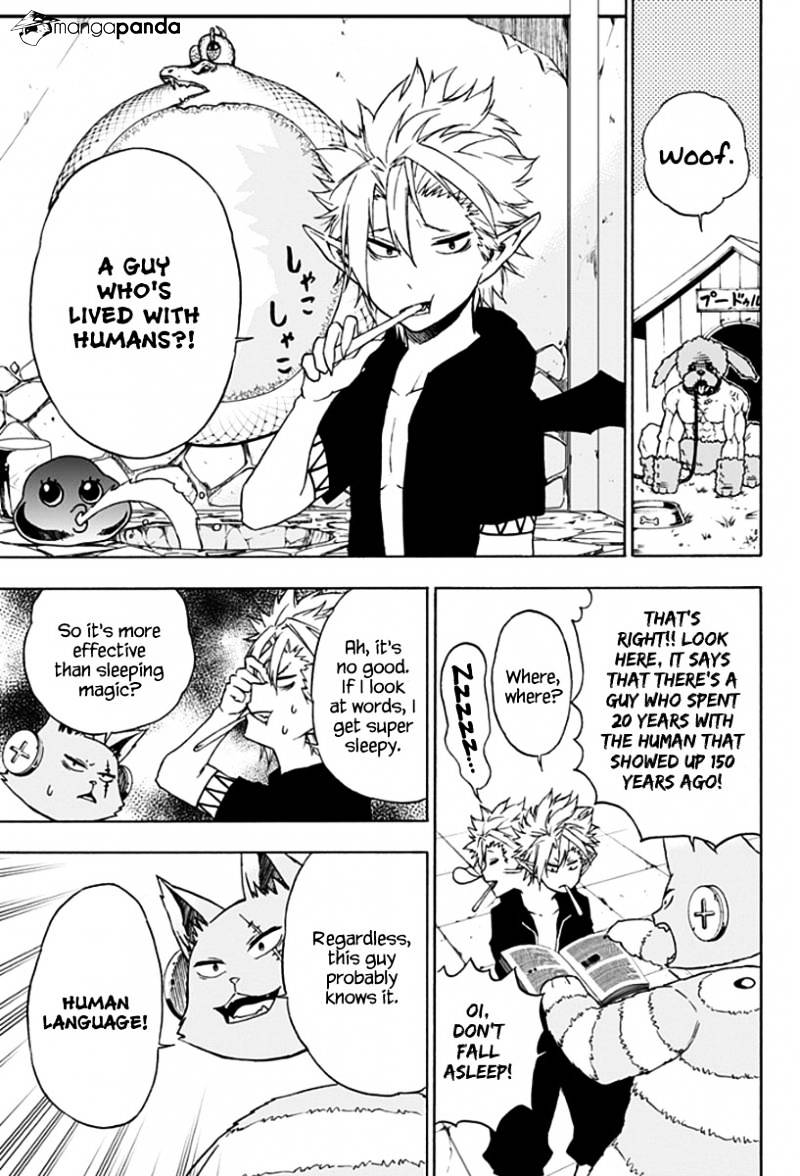 mangapanda
Woof.
プードゥル
A GUY
WHO'S
LIVED WITH
HUMANS?!
しゃこ
しゃこ
THAT'S
RIGHT!! LOOK
HERE, IT SAYS
THAT THERE'S A
GUY WHO SPENT
20 YEARS WITH
THE HUMAN THAT
SHOWED UP 150
YEARS AGO!
Where,
where?
ZZZZZ...
OI,
DON'T
FALL
ASLEEP!
Ah, it's
no good.
If I look
at words, I
get super
sleepy.
So it's more
effective
than sleeping
magic?
Regardless,
this guy
probably
knows it.
HUMAN
LANGUAGE!